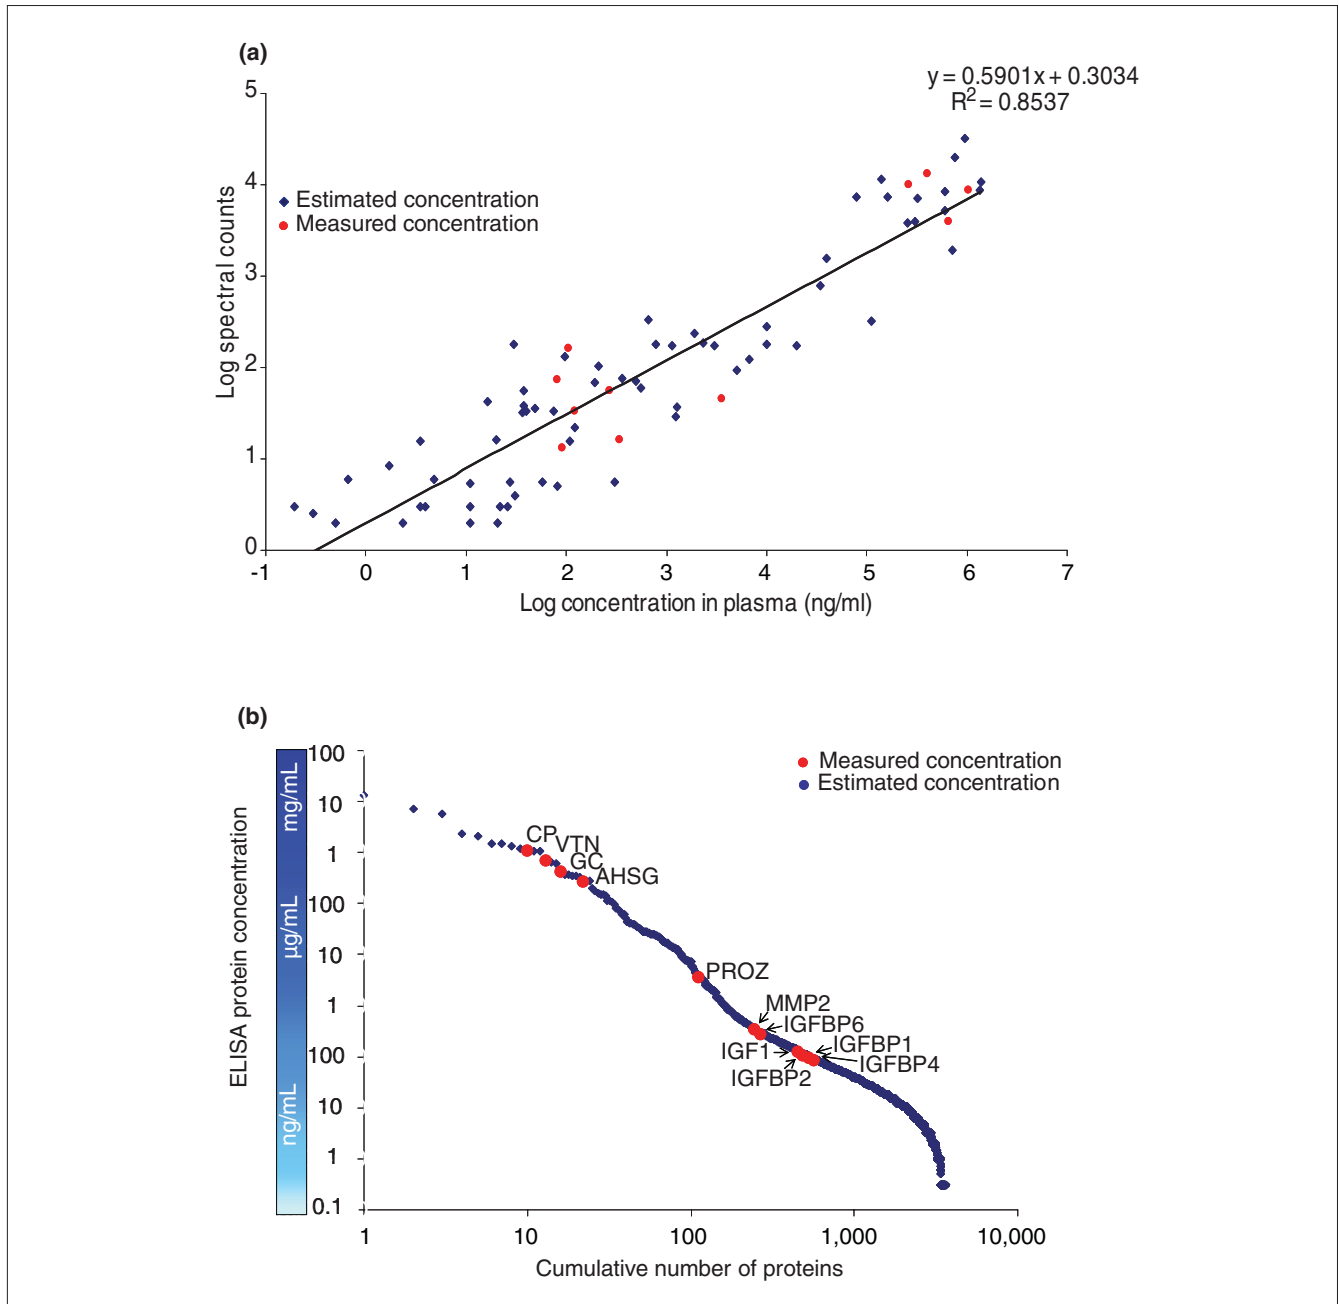 (a)
y = 0.5901x + 0.3034
R2 = 0.8537
5
4
3
2
1
0
Log spectral counts
Estimated concentration
Measured concentration
-1 0 1 2 3 4 5 6 7
Log concentration in plasma (ng/ml)
(b)
ELISA protein concentration
mg/mL
µg/mL
ng/mL
100
10
1
100
10
1
100
10
1
0.1
Measured concentration
Estimated concentration
CP
VTN
GC
AHSG
PROZ
MMP2
IGFBP6
IGF1
IGFBP1
IGFBP2
IGFBP4
1 10 100 1,000 10,000
Cumulative number of proteins